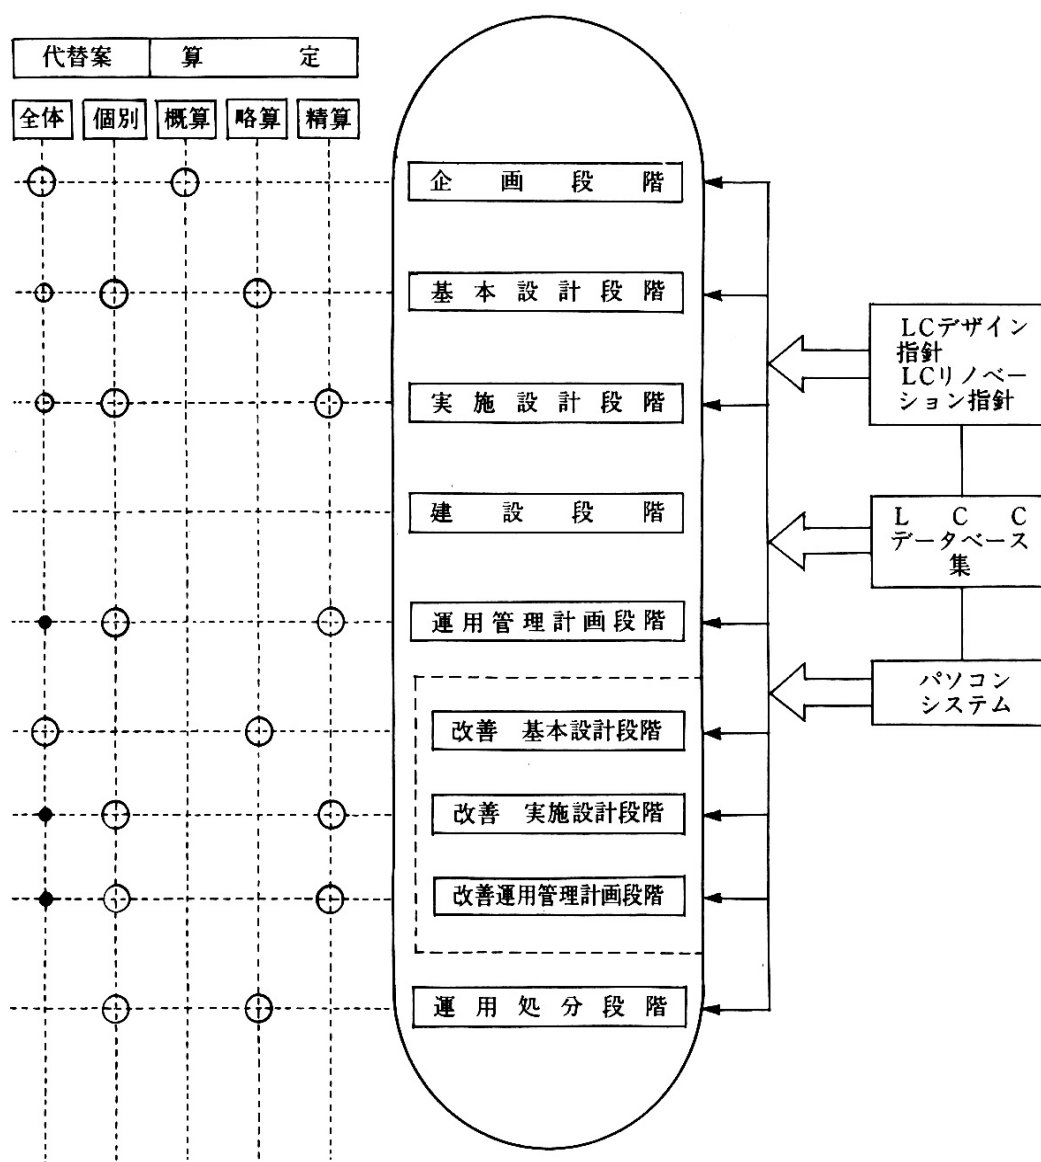 代替案 算定
全体 個別 概算 略算 精算
企画段階
基本設計段階
実施設計段階
建設段階
運用管理計画段階
改善 基本設計段階
改善 実施設計段階
改善運用管理計画段階
運用処分段階
LCデザイン
指針
LCリノベー
ション指針
LCC
データベース
集
パソコン
システム